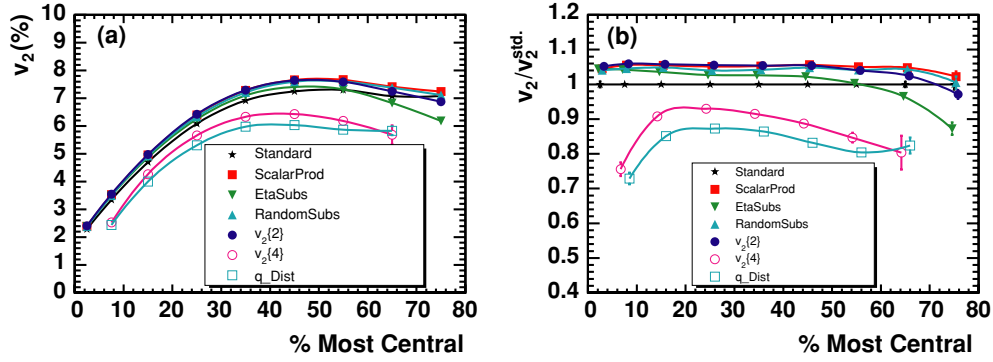 (a)
v₂(%)
10
9
8
7
6
5
4
3
2
1
0
Standard
ScalarProd
EtaSubs
RandomSubs
v₂{2}
v₂{4}
q_Dist
0 10 20 30 40 50 60 70 80
% Most Central
(b)
v₂/v₂^std.
1.2
1.1
1
0.9
0.8
0.7
0.6
0.5
0.4
Standard
ScalarProd
EtaSubs
RandomSubs
v₂{2}
v₂{4}
q_Dist
0 10 20 30 40 50 60 70 80
% Most Central